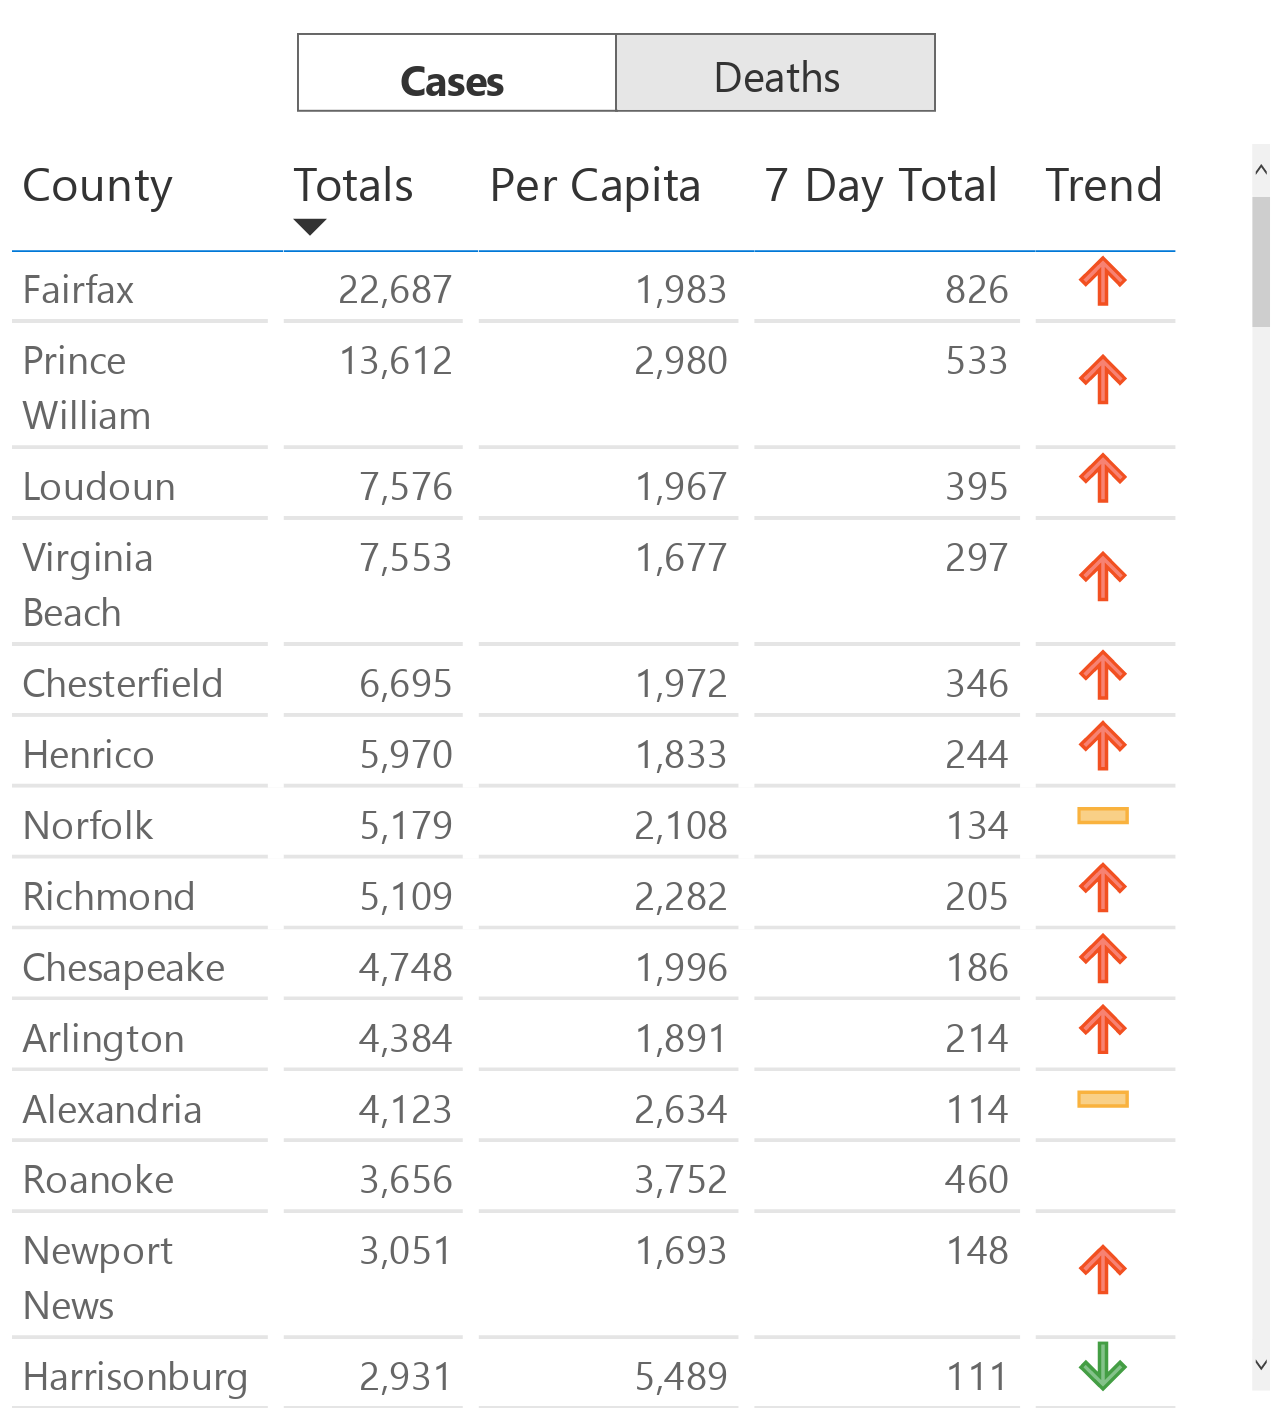 Cases Deaths
County Totals Per Capita 7 Day Total Trend
Fairfax 22,687 1,983 826
Prince 13,612 2,980 533
William
Loudoun 7,576 1,967 395
Virginia 7,553 1,677 297
Beach
Chesterfield 6,695 1,972 346
Henrico 5,970 1,833 244
Norfolk 5,179 2,108 134
Richmond 5,109 2,282 205
Chesapeake 4,748 1,996 186
Arlington 4,384 1,891 214
Alexandria 4,123 2,634 114
Roanoke 3,656 3,752 460
Newport 3,051 1,693 148
News
Harrisonburg 2,931 5,489 111